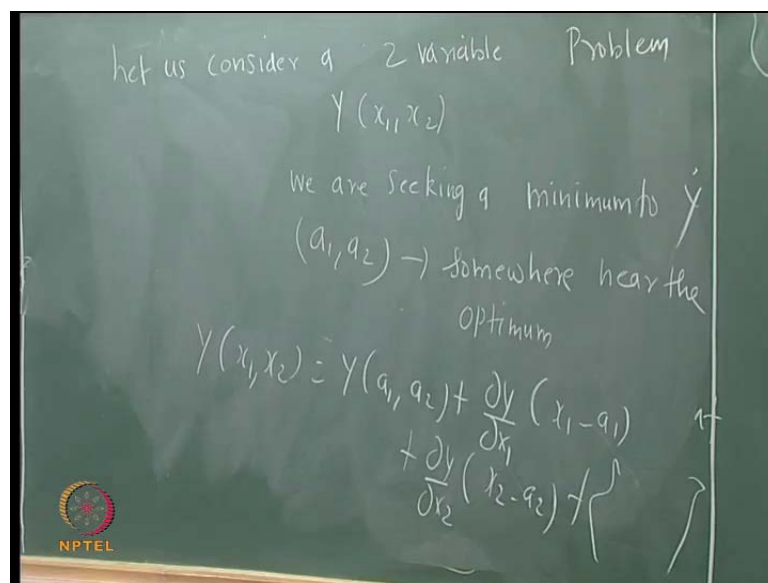 Let us consider a 2 variable Problem
Y(x₁, x₂)
We are seeking a minimum to Y
(a₁, a₂) → somewhere near the
optimum
Y(x₁, x₂) = Y(a₁, a₂) + ∂y/∂x₁ (x₁ - a₁)
+ ∂y/∂x₂ (x₂ - a₂) + { }
NPTEL